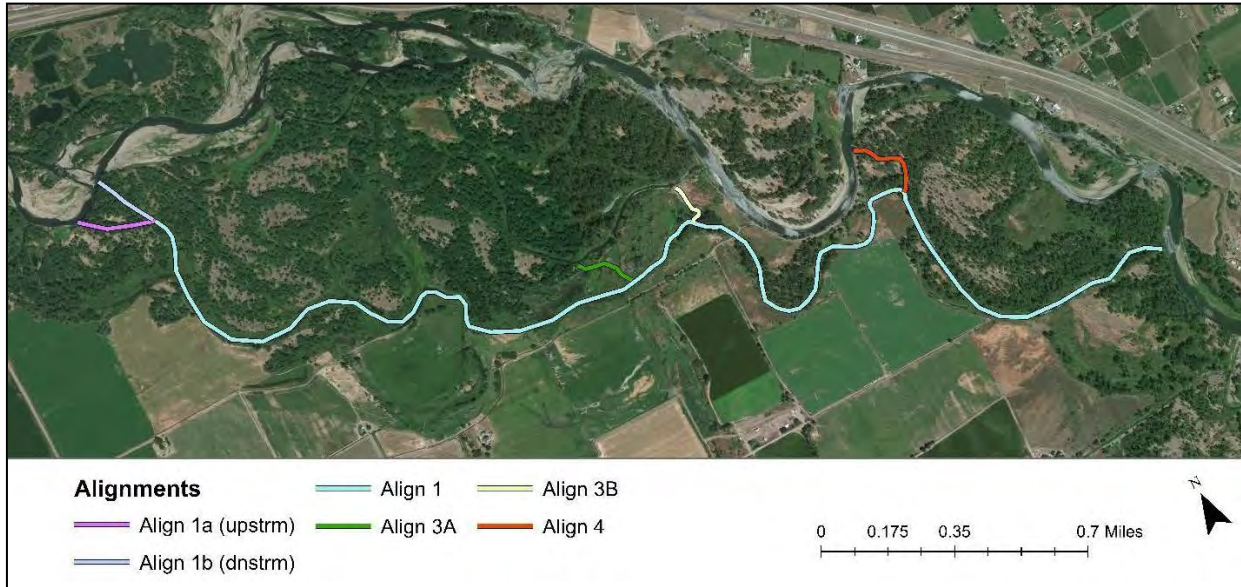 Alignments
Align 1a (upstrm)
Align 1b (dnstrm)
Align 1
Align 3A
Align 3B
Align 4
N
0 0.175 0.35 0.7 Miles